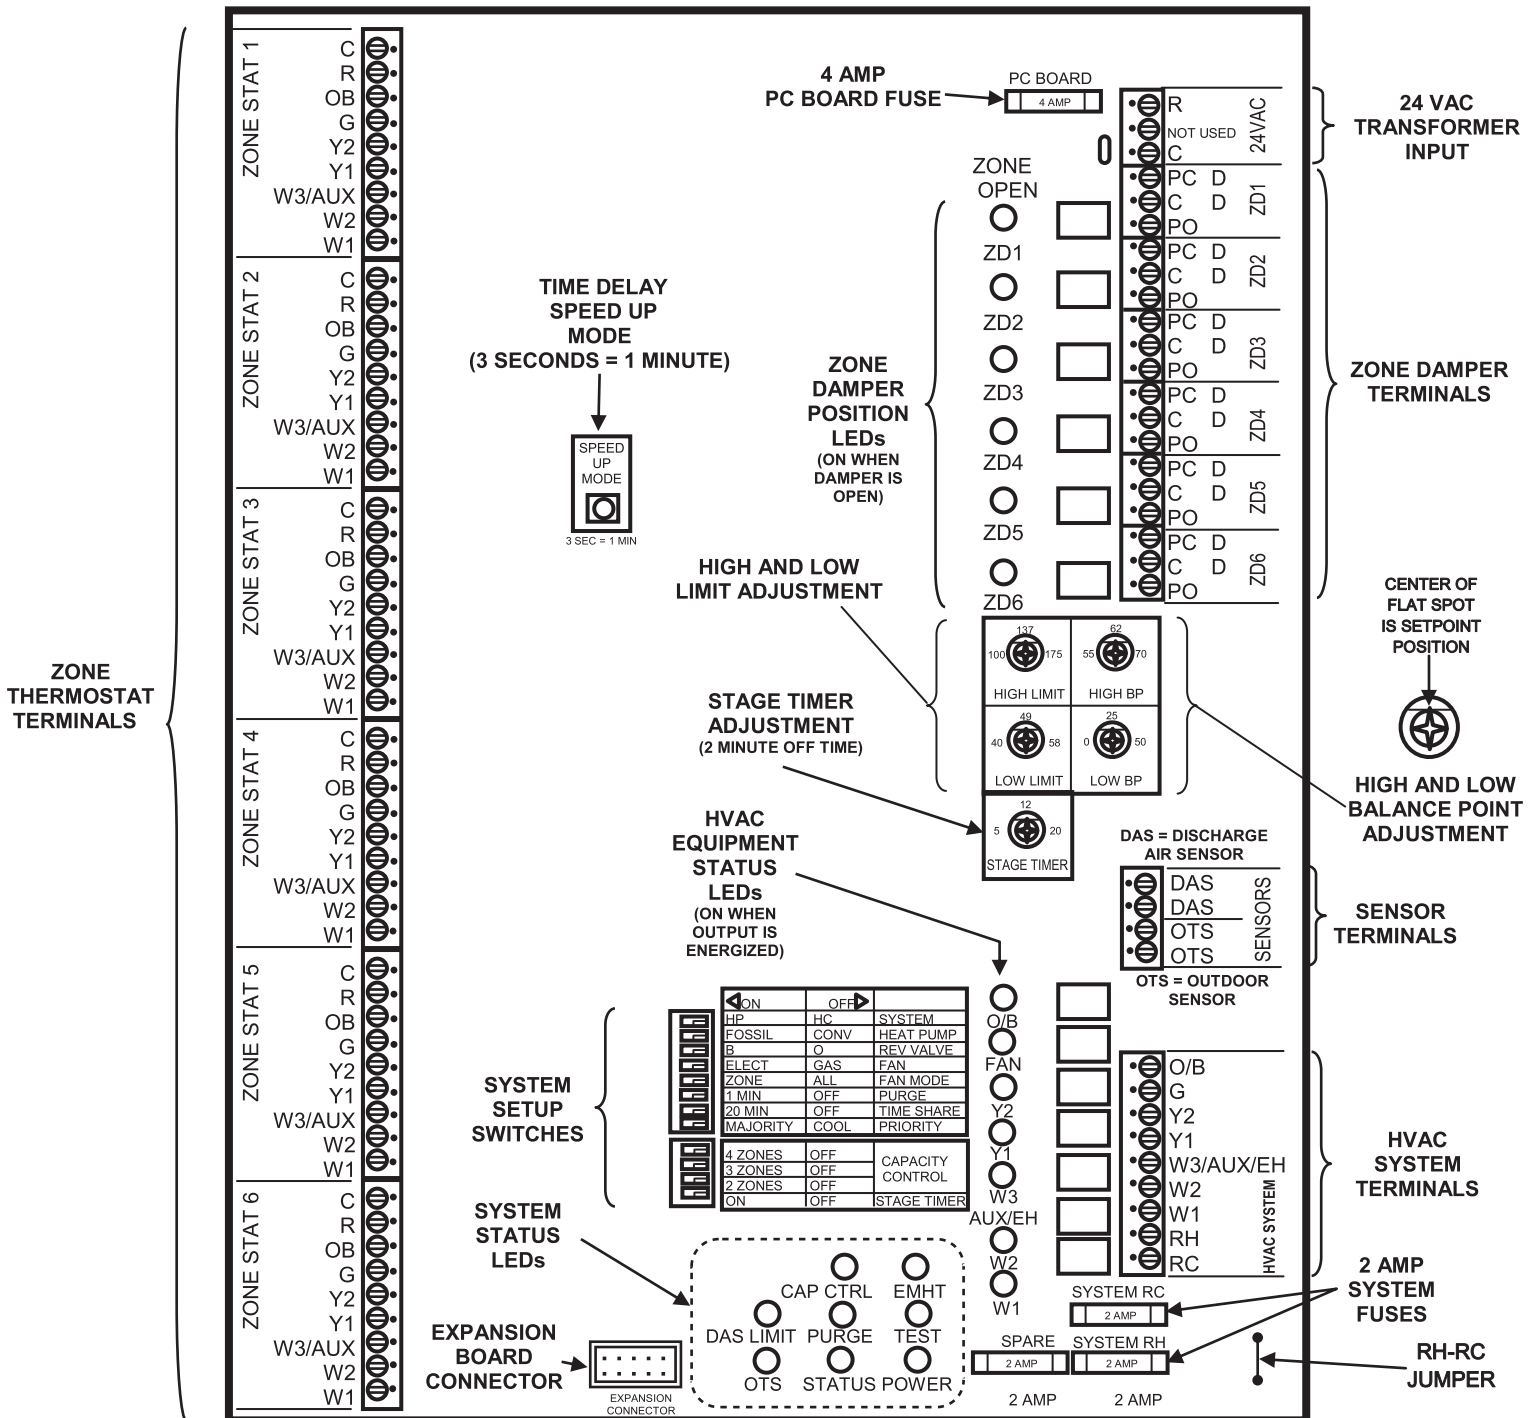 ZONE
THERMOSTAT
TERMINALS
ZONE STAT 1
C
R
OB
G
Y2
Y1
W3/AUX
W2
W1
ZONE STAT 2
C
R
OB
G
Y2
Y1
W3/AUX
W2
W1
ZONE STAT 3
C
R
OB
G
Y2
Y1
W3/AUX
W2
W1
ZONE STAT 4
C
R
OB
G
Y2
Y1
W3/AUX
W2
W1
ZONE STAT 5
C
R
OB
G
Y2
Y1
W3/AUX
W2
W1
ZONE STAT 6
C
R
OB
G
Y2
Y1
W3/AUX
W2
W1
TIME DELAY
SPEED UP
MODE
(3 SECONDS = 1 MINUTE)
SPEED
UP
MODE
3 SEC = 1 MIN
4 AMP
PC BOARD FUSE
PC BOARD
4 AMP
R
NOT USED
C
24VAC
24 VAC
TRANSFORMER
INPUT
ZONE
OPEN
ZD1
ZD2
ZD3
ZD4
ZD5
ZD6
ZONE
DAMPER
POSITION
LEDs
(ON WHEN
DAMPER IS
OPEN)
PC D
C D
PO
ZD1
PC D
C D
PO
ZD2
PC D
C D
PO
ZD3
PC D
C D
PO
ZD4
PC D
C D
PO
ZD5
PC D
C D
PO
ZD6
ZONE DAMPER
TERMINALS
HIGH AND LOW
LIMIT ADJUSTMENT
137
100 175
HIGH LIMIT
62
55 70
HIGH BP
49
40 58
LOW LIMIT
25
0 50
LOW BP
CENTER OF
FLAT SPOT
IS SETPOINT
POSITION
HIGH AND LOW
BALANCE POINT
ADJUSTMENT
STAGE TIMER
ADJUSTMENT
(2 MINUTE OFF TIME)
12
5 20
STAGE TIMER
DAS = DISCHARGE
AIR SENSOR
DAS
DAS
OTS
OTS
SENSORS
OTS = OUTDOOR
SENSOR
SENSOR
TERMINALS
HVAC
EQUIPMENT
STATUS
LEDs
(ON WHEN
OUTPUT IS
ENERGIZED)
O/B
FAN
Y2
Y1
W3
AUX/EH
W2
W1
SYSTEM
SETUP
SWITCHES
ON OFF
HP HC SYSTEM
FOSSIL CONV HEAT PUMP
B O REV VALVE
ELECT GAS FAN
ZONE ALL FAN MODE
1 MIN OFF PURGE
20 MIN OFF TIME SHARE
MAJORITY COOL PRIORITY
4 ZONES OFF
3 ZONES OFF
2 ZONES OFF
CAPACITY
CONTROL
ON OFF STAGE TIMER
O/B
G
Y2
Y1
W3/AUX/EH
W2
W1
RH
RC
HVAC SYSTEM
HVAC
SYSTEM
TERMINALS
SYSTEM
STATUS
LEDs
CAP CTRL EMHT
DAS LIMIT PURGE TEST
OTS STATUS POWER
EXPANSION
BOARD
CONNECTOR
EXPANSION
CONNECTOR
SYSTEM RC
2 AMP
SPARE
2 AMP
2 AMP
SYSTEM RH
2 AMP
2 AMP
2 AMP
SYSTEM
FUSES
RH-RC
JUMPER